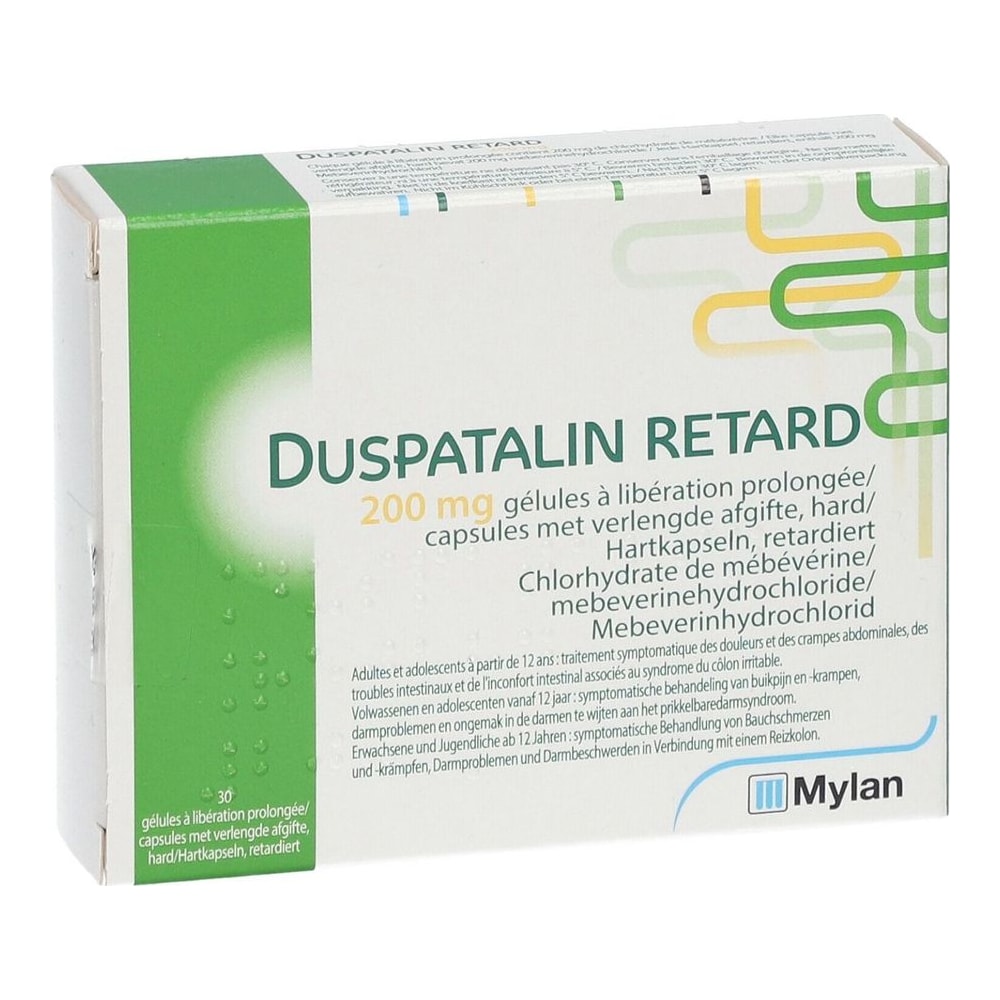 DUSPATALIN RETARD
DUSPATALIN RETARD
200 mg gélules à libération prolongée/
capsules met verlengde afgifte, hard/
Hartkapseln, retardiert
Chlorhydrate de mébévérine/
mebeverinehydrochloride/
Mebeverinhydrochlorid
Adultes et adolescents à partir de 12 ans : traitement symptomatique des douleurs et des crampes abdominales, des
troubles intestinaux et de l'inconfort intestinal associés au syndrome du côlon irritable.
Volwassenen en adolescenten vanaf 12 jaar : symptomatische behandeling van buikpijn en -krampen,
darmproblemen en ongemak in de darmen te wijten aan het prikkelbaredarmsyndroom.
Erwachsene und Jugendliche ab 12 Jahren : symptomatische Behandlung von Bauchschmerzen
und -krämpfen, Darmproblemen und Darmbeschwerden in Verbindung mit einem Reizkolon.
Mylan
30
gélules à libération prolongée/
capsules met verlengde afgifte,
hard/Hartkapseln, retardiert